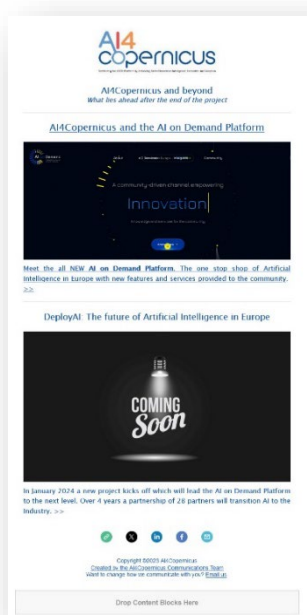 AI4
copernicus
AI4Copernicus and beyond
What lies ahead after the end of the project
AI4Copernicus and the AI on Demand Platform
A community-driven channel empowering
Innovation
Meet the all NEW AI on Demand Platform. The one stop shop of Artificial
Intelligence in Europe with new features and services provided to the community.
>>
DeployAI: The future of Artificial Intelligence in Europe
COMING
Soon
In January 2024 a new project kicks off which will lead the AI on Demand Platform
to the next level. Over 4 years a partnership of 28 partners will transition AI to the
Industry. >>
Copyright ©2023 AI4Copernicus
Created by the AI4Copernicus Communications Team
Want to change how we communicate with you? Email us
Drop Content Blocks Here